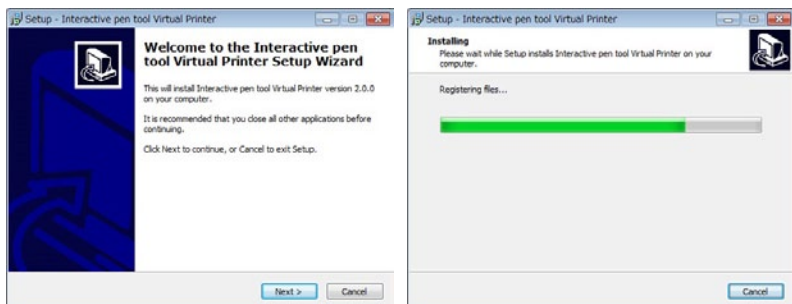 Setup - Interactive pen tool Virtual Printer
Welcome to the Interactive pen
tool Virtual Printer Setup Wizard
This will install Interactive pen tool Virtual Printer version 2.0.0
on your computer.
It is recommended that you close all other applications before
continuing.
Click Next to continue, or Cancel to exit Setup.
Next >
Cancel
Setup - Interactive pen tool Virtual Printer
Installing
Please wait while Setup installs Interactive pen tool Virtual Printer on your
computer.
Registering files...
Cancel